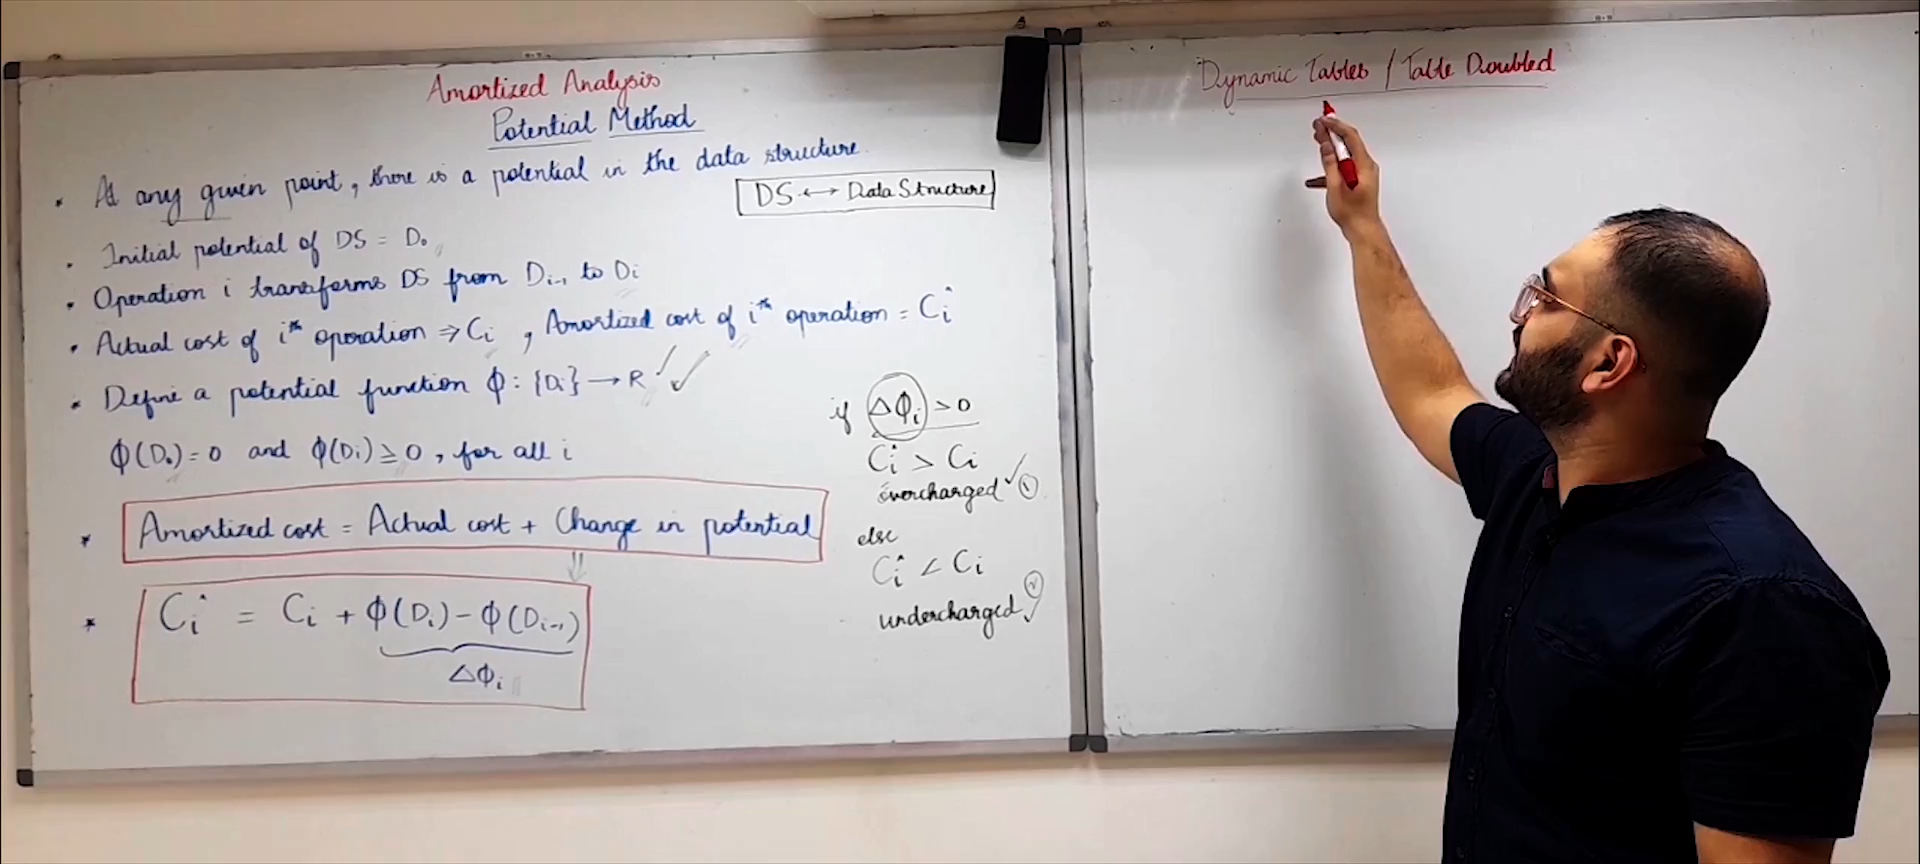 Amortized Analysis
Potential Method
• At any given point, there is a potential in the data structure.
DS ↔ Data Structure
• Initial potential of DS = D₀
• Operation i transforms DS from Dᵢ₋₁ to Dᵢ
• Actual cost of iᵗʰ operation ⇒ Cᵢ , Amortized cost of iᵗʰ operation = Ĉᵢ
• Define a potential function ϕ : {Dᵢ} → R ✓ ✓
ϕ(D₀) = 0 and ϕ(Dᵢ) ≥ 0 , for all i
* Amortized cost = Actual cost + Change in potential
⇓
* Ĉᵢ = Cᵢ + ϕ(Dᵢ) - ϕ(Dᵢ₋₁)
Δϕᵢ
if Δϕᵢ > 0
Ĉᵢ > Cᵢ
overcharged ✓ ①
else
Ĉᵢ < Cᵢ
undercharged ✓ ②
Dynamic Tables / Table Doubled